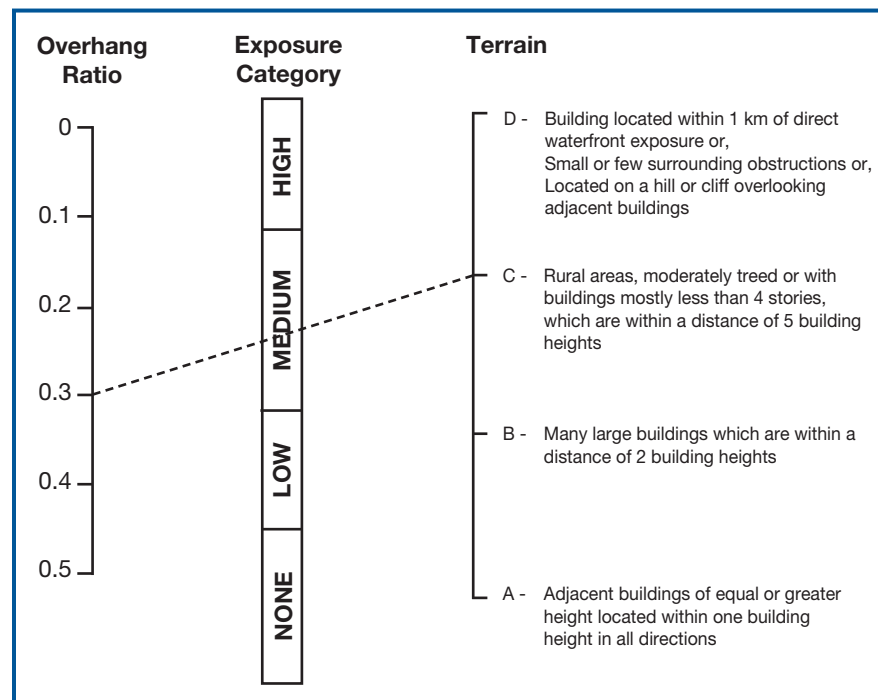 Overhang
Ratio
Exposure
Category
Terrain
0
0.1
0.2
0.3
0.4
0.5
HIGH
MEDIUM
LOW
NONE
D - Building located within 1 km of direct
waterfront exposure or,
Small or few surrounding obstructions or,
Located on a hill or cliff overlooking
adjacent buildings
C - Rural areas, moderately treed or with
buildings mostly less than 4 stories,
which are within a distance of 5 building
heights
B - Many large buildings which are within a
distance of 2 building heights
A - Adjacent buildings of equal or greater
height located within one building
height in all directions